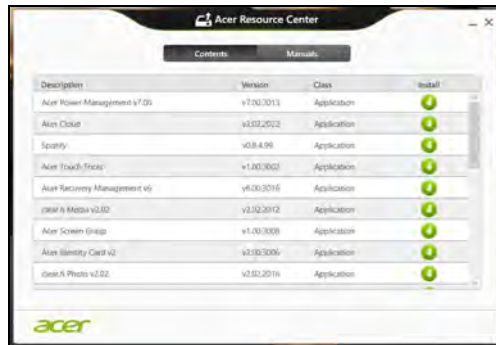 Acer Resource Center
Contents Manuals
Description Version Class Install
Acer Power Management v7.00 v7.00.3013 Application
Acer Cloud v2.02.2022 Application
Spotify v0.8.4.99 Application
Acer Touch Tools v1.00.3002 Application
Acer Recovery Management v6 v6.00.3016 Application
clear.fi Media v2.02 v2.02.2012 Application
Acer Screen Grasp v1.00.3008 Application
Acer Identity Card v2 v2.00.3006 Application
clear.fi Photo v2.02 v2.02.2016 Application
acer